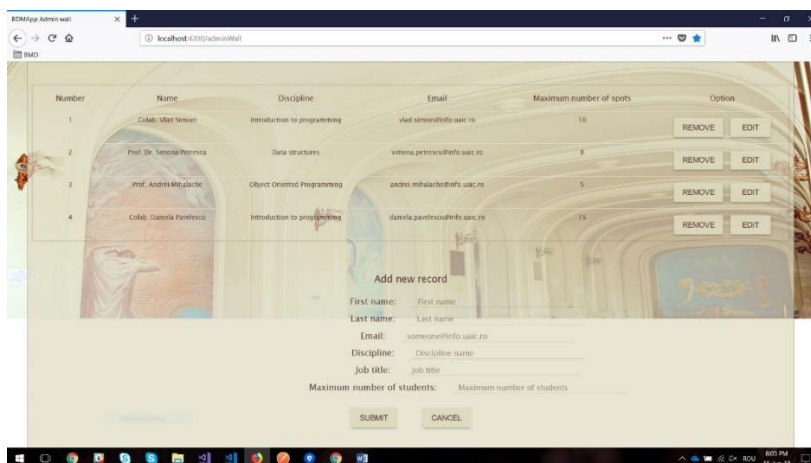 BDMApp Admin wall
localhost:4200/adminWall
BMD
Number Name Discipline Email Maximum number of spots Option
1 Colab. Vlad Simion Introduction to programming vlad.simion@info.uaic.ro 10 REMOVE EDIT
2 Prof. Dr. Simona Petrescu Data structures simona.petrescu@info.uaic.ro 8 REMOVE EDIT
3 Prof. Andrei Mihalache Object Oriented Programming andrei.mihalache@info.uaic.ro 5 REMOVE EDIT
4 Colab. Daniela Pavelescu Introduction to programming daniela.pavelescu@info.uaic.ro 15 REMOVE EDIT
Add new record
First name: First name
Last name: Last name
Email: someone@info.uaic.ro
Discipline: Discipline name
Job title: Job title
Maximum number of students: Maximum number of students
SUBMIT CANCEL
ROU 8:03 PM